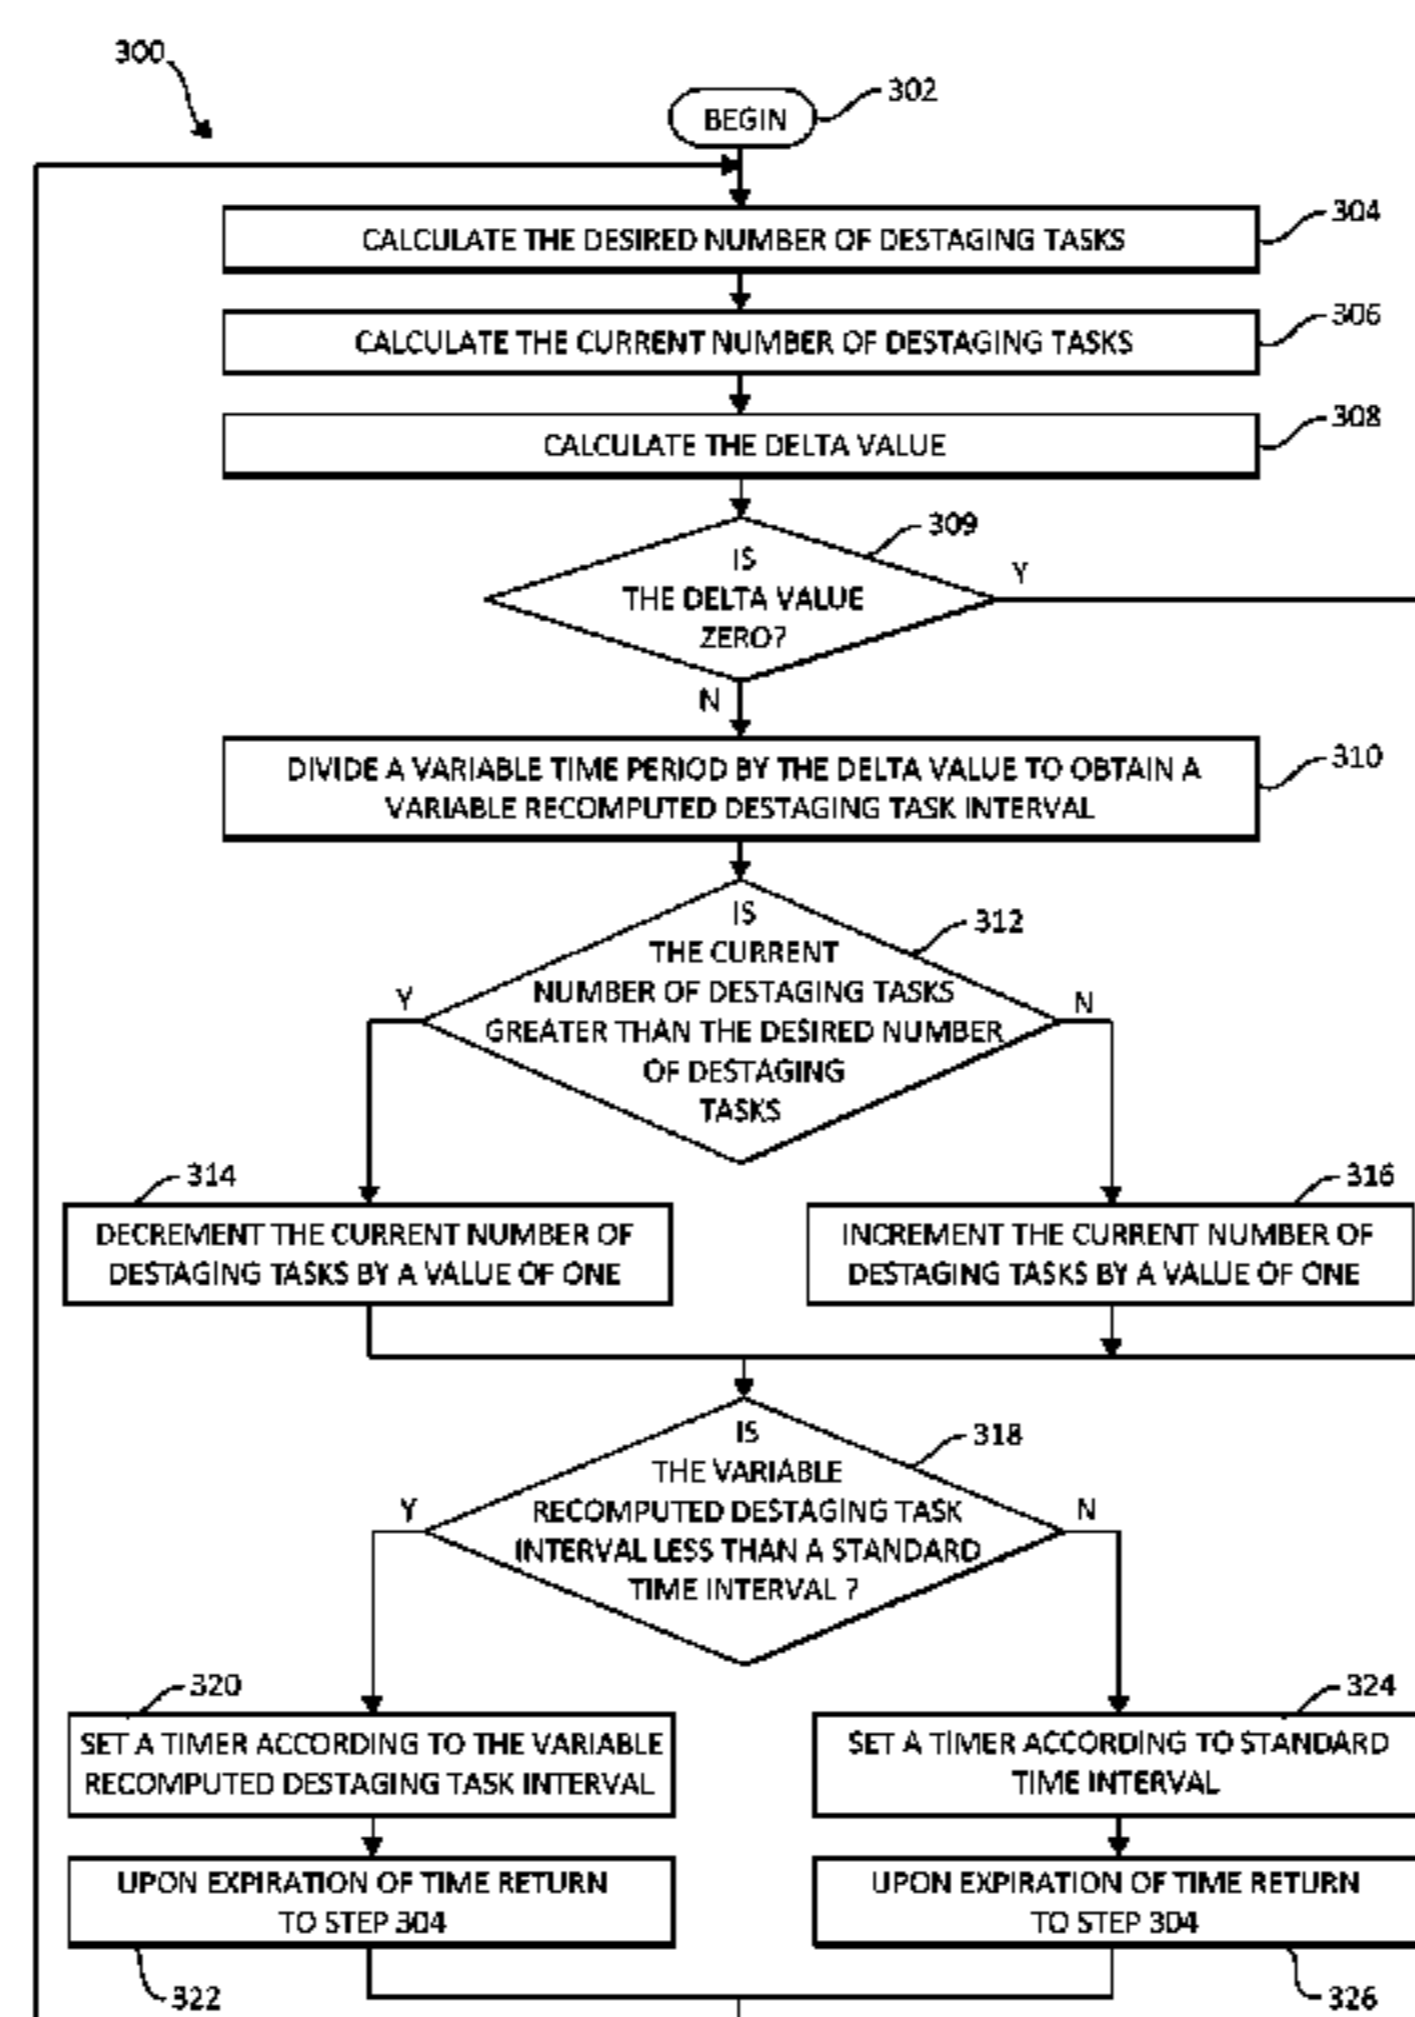 300
BEGIN
302
CALCULATE THE DESIRED NUMBER OF DESTAGING TASKS
304
CALCULATE THE CURRENT NUMBER OF DESTAGING TASKS
306
CALCULATE THE DELTA VALUE
308
309
IS
THE DELTA VALUE
ZERO?
Y
N
DIVIDE A VARIABLE TIME PERIOD BY THE DELTA VALUE TO OBTAIN A
VARIABLE RECOMPUTED DESTAGING TASK INTERVAL
310
312
IS
THE CURRENT
NUMBER OF DESTAGING TASKS
GREATER THAN THE DESIRED NUMBER
OF DESTAGING
TASKS
Y
N
314
DECREMENT THE CURRENT NUMBER OF
DESTAGING TASKS BY A VALUE OF ONE
316
INCREMENT THE CURRENT NUMBER OF
DESTAGING TASKS BY A VALUE OF ONE
318
IS
THE VARIABLE
RECOMPUTED DESTAGING TASK
INTERVAL LESS THAN A STANDARD
TIME INTERVAL ?
Y
N
320
SET A TIMER ACCORDING TO THE VARIABLE
RECOMPUTED DESTAGING TASK INTERVAL
324
SET A TIMER ACCORDING TO STANDARD
TIME INTERVAL
UPON EXPIRATION OF TIME RETURN
TO STEP 304
322
UPON EXPIRATION OF TIME RETURN
TO STEP 304
326